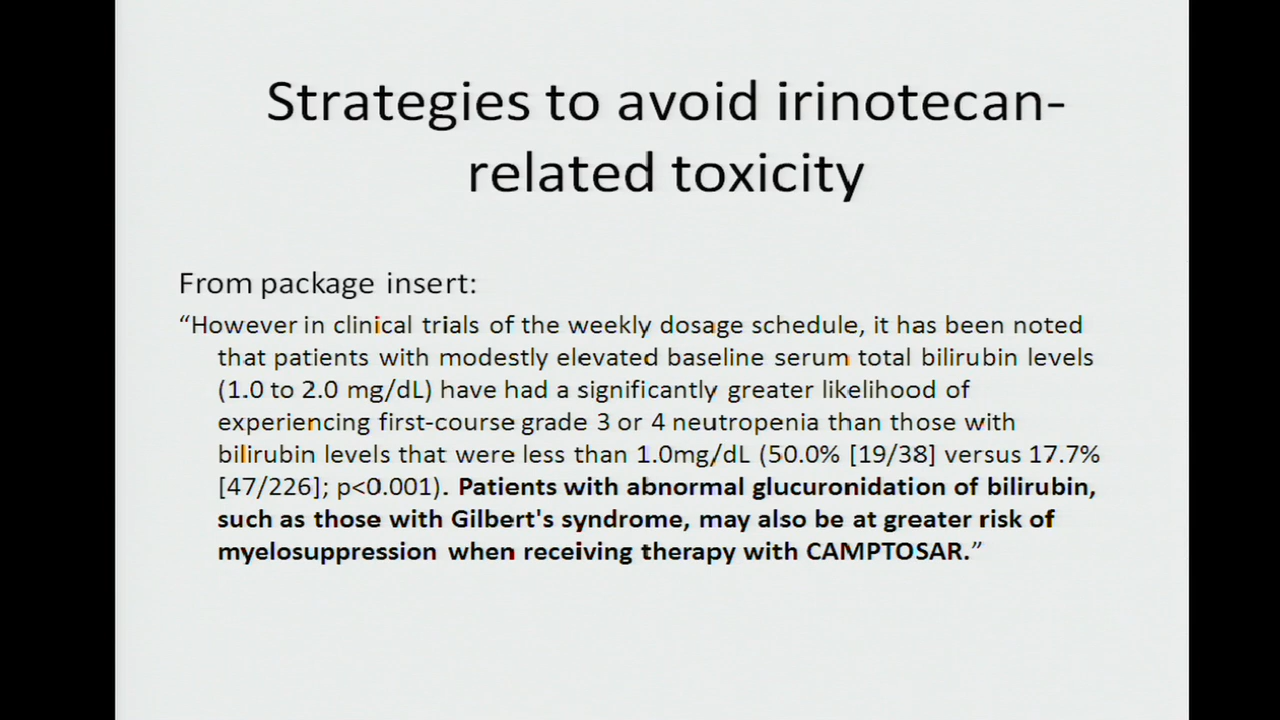 Strategies to avoid irinotecan-
related toxicity
From package insert:
“However in clinical trials of the weekly dosage schedule, it has been noted
that patients with modestly elevated baseline serum total bilirubin levels
(1.0 to 2.0 mg/dL) have had a significantly greater likelihood of
experiencing first-course grade 3 or 4 neutropenia than those with
bilirubin levels that were less than 1.0mg/dL (50.0% [19/38] versus 17.7%
[47/226]; p<0.001). Patients with abnormal glucuronidation of bilirubin,
such as those with Gilbert's syndrome, may also be at greater risk of
myelosuppression when receiving therapy with CAMPTOSAR.”